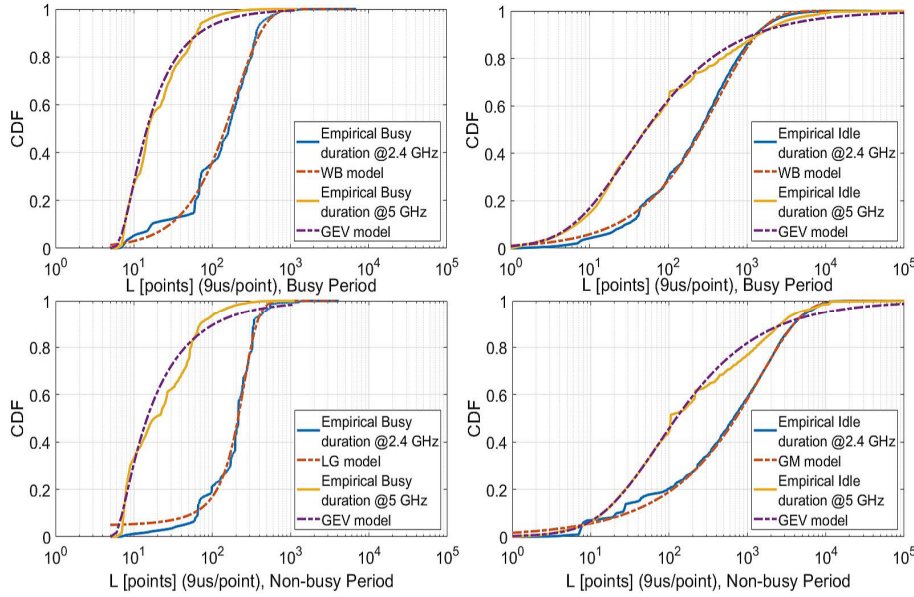 1
0.8
0.6
0.4
0.2
0
CDF
10^0
10^1
10^2
10^3
10^4
10^5
L [points] (9us/point), Busy Period
Empirical Busy
duration @2.4 GHz
WB model
Empirical Busy
duration @5 GHz
GEV model
1
0.8
0.6
0.4
0.2
0
CDF
10^0
10^1
10^2
10^3
10^4
10^5
L [points] (9us/point), Busy Period
Empirical Idle
duration @2.4 GHz
WB model
Empirical Idle
duration @5 GHz
GEV model
1
0.8
0.6
0.4
0.2
0
CDF
10^0
10^1
10^2
10^3
10^4
10^5
L [points] (9us/point), Non-busy Period
Empirical Busy
duration @2.4 GHz
LG model
Empirical Busy
duration @5 GHz
GEV model
1
0.8
0.6
0.4
0.2
0
CDF
10^0
10^1
10^2
10^3
10^4
10^5
L [points] (9us/point), Non-busy Period
Empirical Idle
duration @2.4 GHz
GM model
Empirical Idle
duration @5 GHz
GEV model